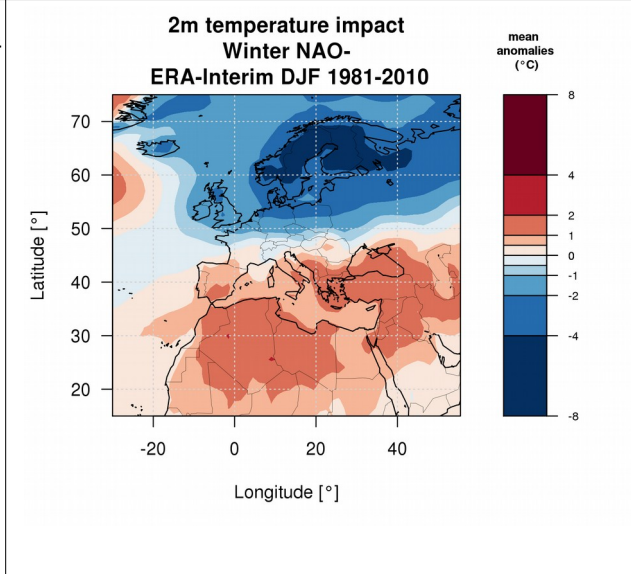 2m temperature impact
Winter NAO-
ERA-Interim DJF 1981-2010
mean
anomalies
(°C)
8
4
2
1
0
-1
-2
-4
-8
70
60
50
40
30
20
Latitude [°]
-20 0 20 40
Longitude [°]